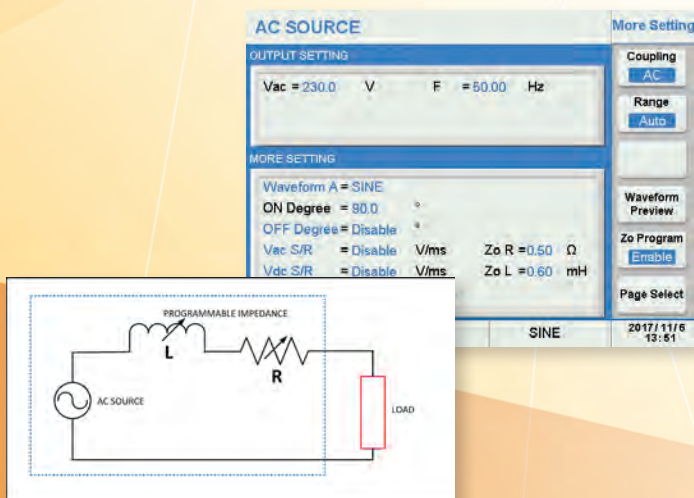 AC SOURCE
More Setting
OUTPUT SETTING
Vac = 230.0 V F = 50.00 Hz
Coupling
AC
Range
Auto
MORE SETTING
Waveform A = SINE
ON Degree = 90.0 °
OFF Degree = Disable °
Vac S/R = Disable V/ms Zo R = 0.50 Ω
Vdc S/R = Disable V/ms Zo L = 0.60 mH
Waveform
Preview
Zo Program
Enable
Page Select
SINE
2017/11/6
13:51
PROGRAMMABLE IMPEDANCE
L
R
AC SOURCE
LOAD